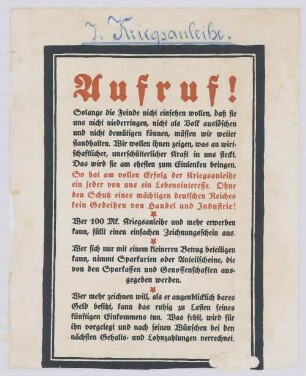 7. Kriegsanleihe.
Aufruf!
Solange die Feinde nicht einsehen wollen, daß sie
uns nicht niederringen, nicht als Volk auslöschen
und nicht demütigen können, müssen wir weiter
standhalten. Wir wollen ihnen zeigen, was an wirt-
schaftlicher, unerschütterlicher Kraft in uns steckt.
Das wird sie am ehesten zum Einlenken bringen.
So hat am vollen Erfolg der Kriegsanleihe
ein jeder von uns ein Lebensinteresse. Ohne
den Schutz eines mächtigen deutschen Reiches
kein Gedeihen von Handel und Industrie!
Wer 100 Mk. Kriegsanleihe und mehr erwerben
kann, füllt einen einfachen Zeichnungsschein aus.
Wer sich nur mit einem kleineren Betrag beteiligen
kann, nimmt Sparkarten oder Anteilscheine, die
von den Sparkassen und Genossenschaften aus-
gegeben werden.
Wer mehr zeichnen will, als er augenblicklich bares
Geld besitzt, kann das ruhig zu Lasten seines
künftigen Einkommens tun. Was fehlt, wird für
ihn vorgelegt und nach seinen Wünschen bei den
nächsten Gehalts- und Lohnzahlungen verrechnet.